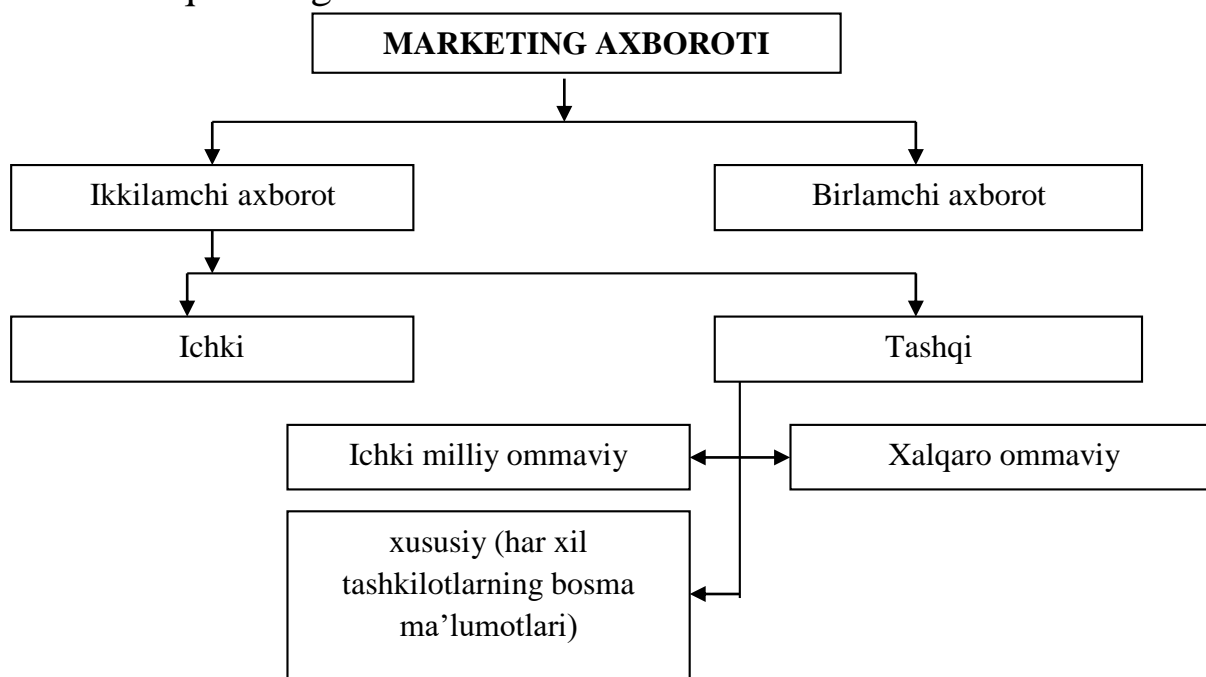 MARKETING AXBOROTI
Ikkilamchi axborot
Birlamchi axborot
Ichki
Tashqi
Ichki milliy ommaviy
Xalqaro ommaviy
xususiy (har xil
tashkilotlarning bosma
ma’lumotlari)